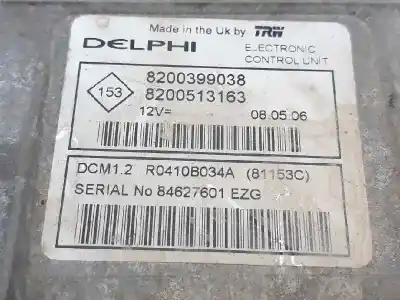 Made in the Uk by TRW
DELPHI
ELECTRONIC
CONTROL UNIT
8200399038
153
8200513163
12V=
08.05.06
DCM1.2 R0410B034A (81153C)
SERIAL No 84627601 EZG